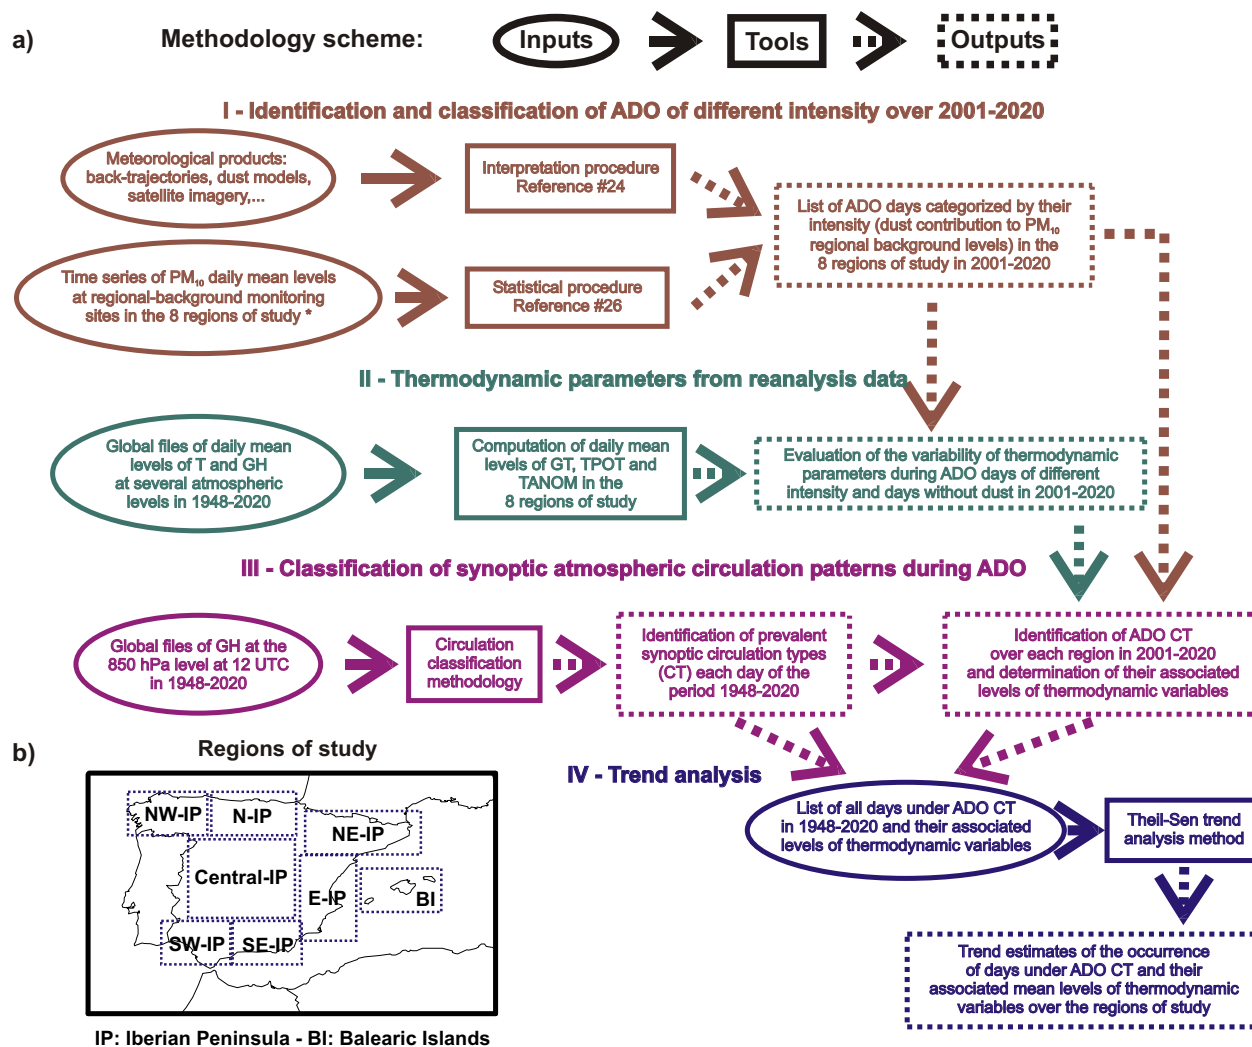 a)
Methodology scheme:
Inputs
Tools
Outputs
I - Identification and classification of ADO of different intensity over 2001-2020
Meteorological products:
back-trajectories, dust models,
satellite imagery,...
Interpretation procedure
Reference #24
List of ADO days categorized by their
intensity (dust contribution to PM₁₀
regional background levels) in the
8 regions of study in 2001-2020
Time series of PM₁₀ daily mean levels
at regional-background monitoring
sites in the 8 regions of study *
Statistical procedure
Reference #26
II - Thermodynamic parameters from reanalysis data
Global files of daily mean
levels of T and GH
at several atmospheric
levels in 1948-2020
Computation of daily mean
levels of GT, TPOT and
TANOM in the
8 regions of study
Evaluation of the variability of thermodynamic
parameters during ADO days of different
intensity and days without dust in 2001-2020
III - Classification of synoptic atmospheric circulation patterns during ADO
Global files of GH at the
850 hPa level at 12 UTC
in 1948-2020
Circulation
classification
methodology
Identification of prevalent
synoptic circulation types
(CT) each day of the
period 1948-2020
Identification of ADO CT
over each region in 2001-2020
and determination of their associated
levels of thermodynamic variables
IV - Trend analysis
List of all days under ADO CT
in 1948-2020 and their associated
levels of thermodynamic variables
Theil-Sen trend
analysis method
Trend estimates of the occurrence
of days under ADO CT and their
associated mean levels of thermodynamic
variables over the regions of study
b)
Regions of study
NW-IP
N-IP
NE-IP
Central-IP
E-IP
BI
SW-IP
SE-IP
IP: Iberian Peninsula - BI: Balearic Islands